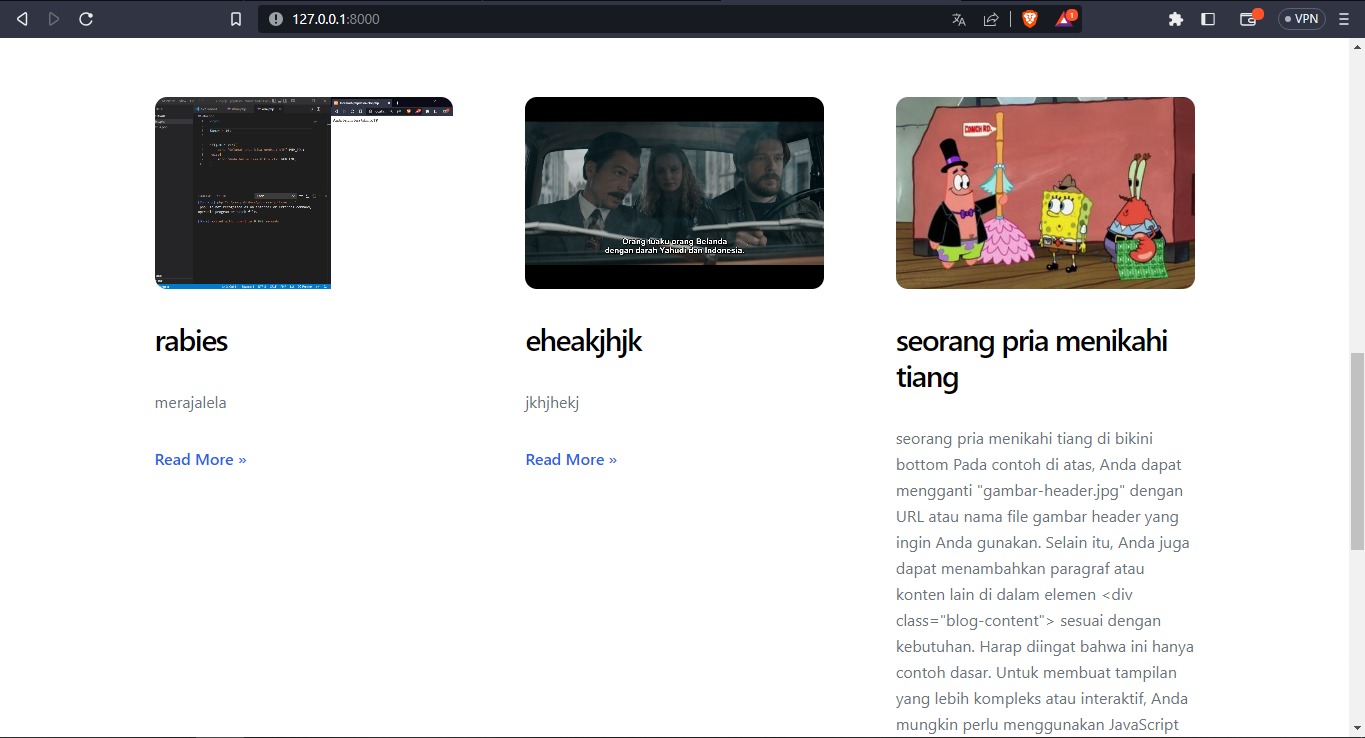 127.0.0.1:8000
1
VPN
CONCH RD.
Orang tuaku orang Belanda
dengan darah Yahudi dan Indonesia.
rabies
merajalela
Read More »
eheakjhjk
jkhjhekj
Read More »
seorang pria menikahi
tiang
seorang pria menikahi tiang di bikini
bottom Pada contoh di atas, Anda dapat
mengganti "gambar-header.jpg" dengan
URL atau nama file gambar header yang
ingin Anda gunakan. Selain itu, Anda juga
dapat menambahkan paragraf atau
konten lain di dalam elemen <div
class="blog-content"> sesuai dengan
kebutuhan. Harap diingat bahwa ini hanya
contoh dasar. Untuk membuat tampilan
yang lebih kompleks atau interaktif, Anda
mungkin perlu menggunakan JavaScript